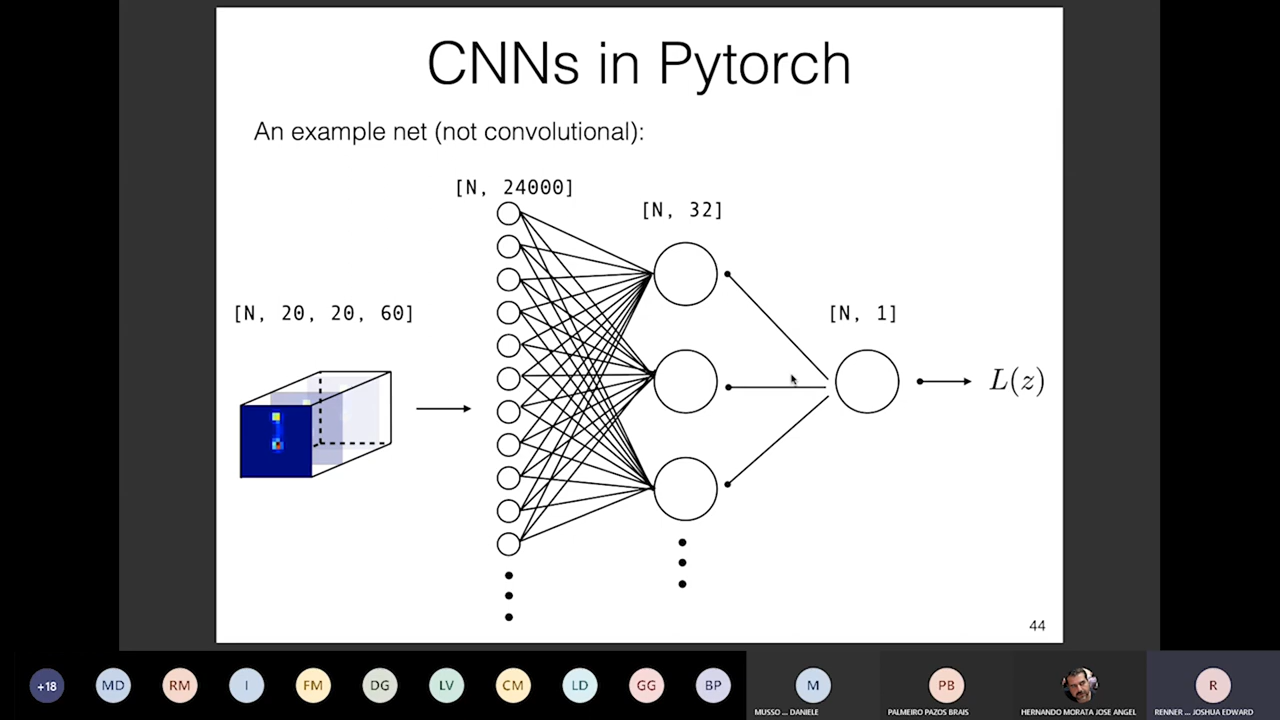 CNNs in Pytorch
An example net (not convolutional):
[N, 24000]
[N, 32]
[N, 20, 20, 60]
[N, 1]
L(z)
44
+18
MD
RM
I
FM
DG
LV
CM
LD
GG
BP
M
PB
R
MUSSO ... DANIELE
PALMEIRO PAZOS BRAIS
HERNANDO MORATA JOSE ANGEL
RENNER ... JOSHUA EDWARD